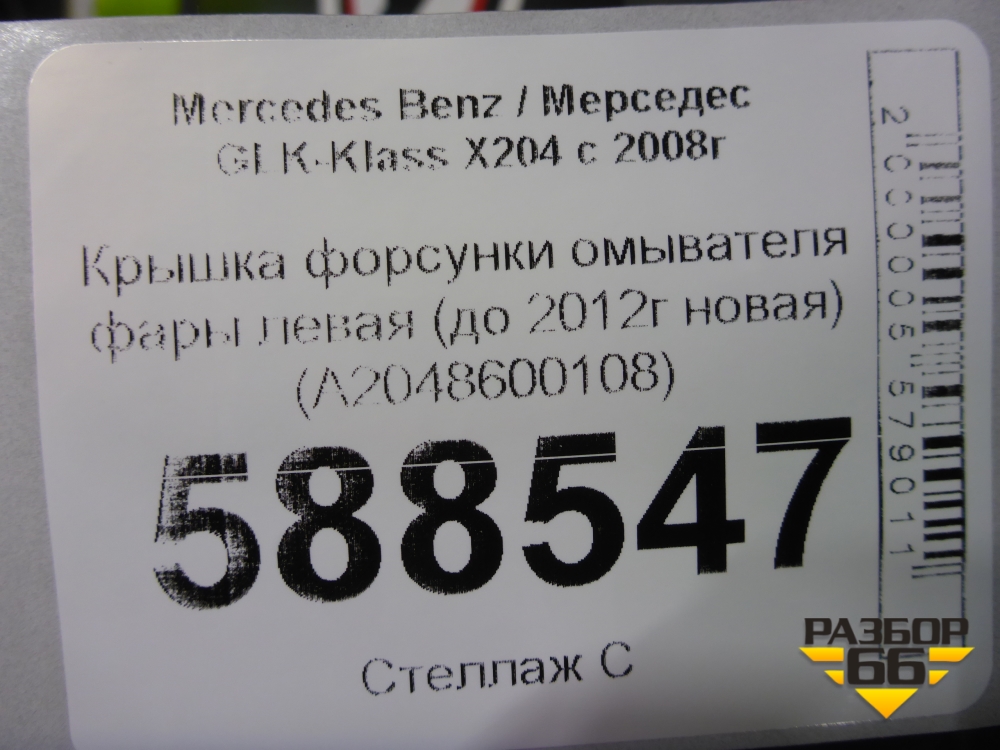 Mercedes Benz / Мерседес
GLK-Klass X204 с 2008г
Крышка форсунки омывателя
фары левая (до 2012г новая)
(A2048600108)
588547
Стеллаж С
2000005579011
РАЗБОР
66